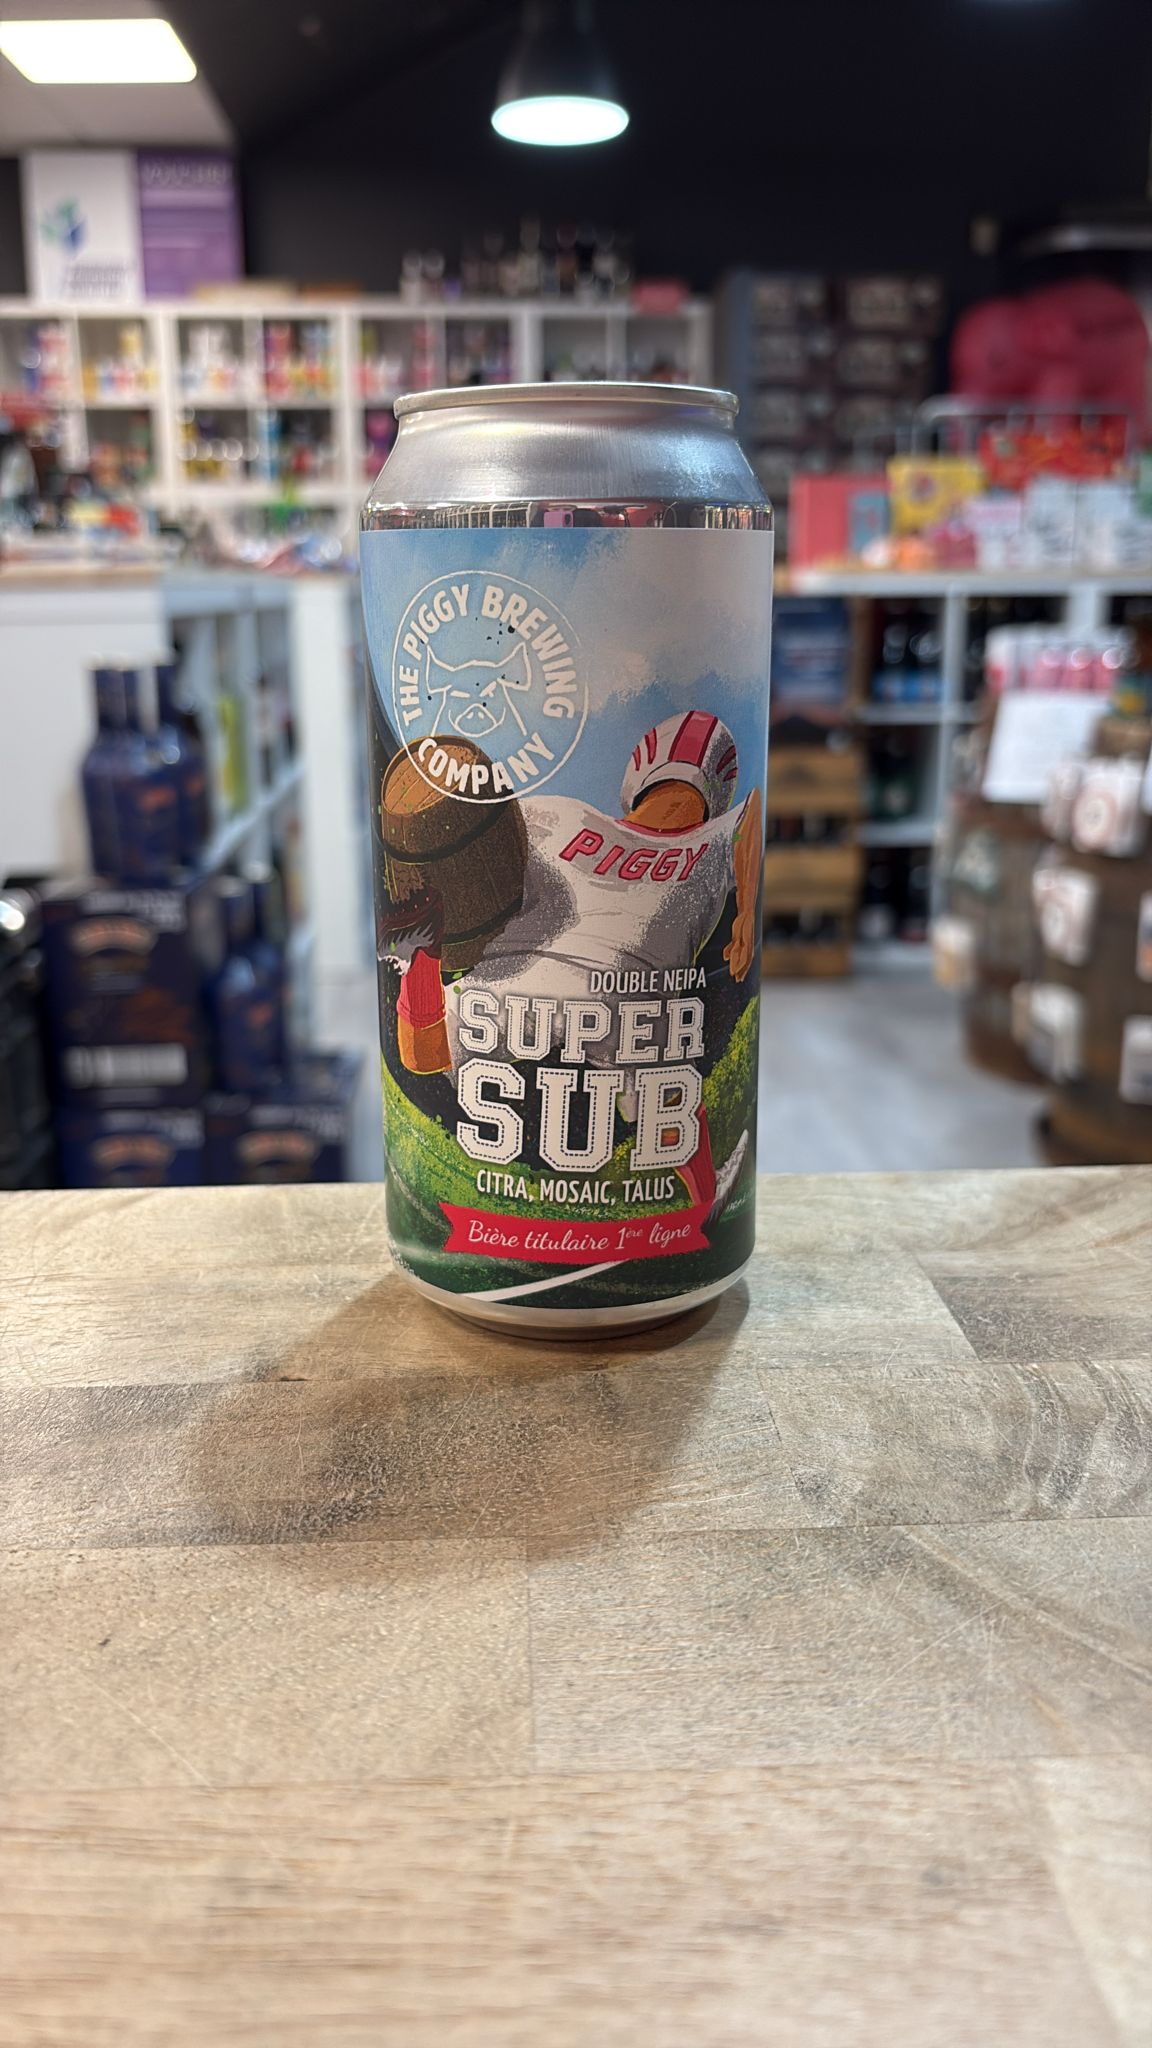 THE PIGGY BREWING
COMPANY
PIGGY
DOUBLE NEIPA
SUPER
SUB
CITRA, MOSAIC, TALUS
Bière titulaire 1ère ligne